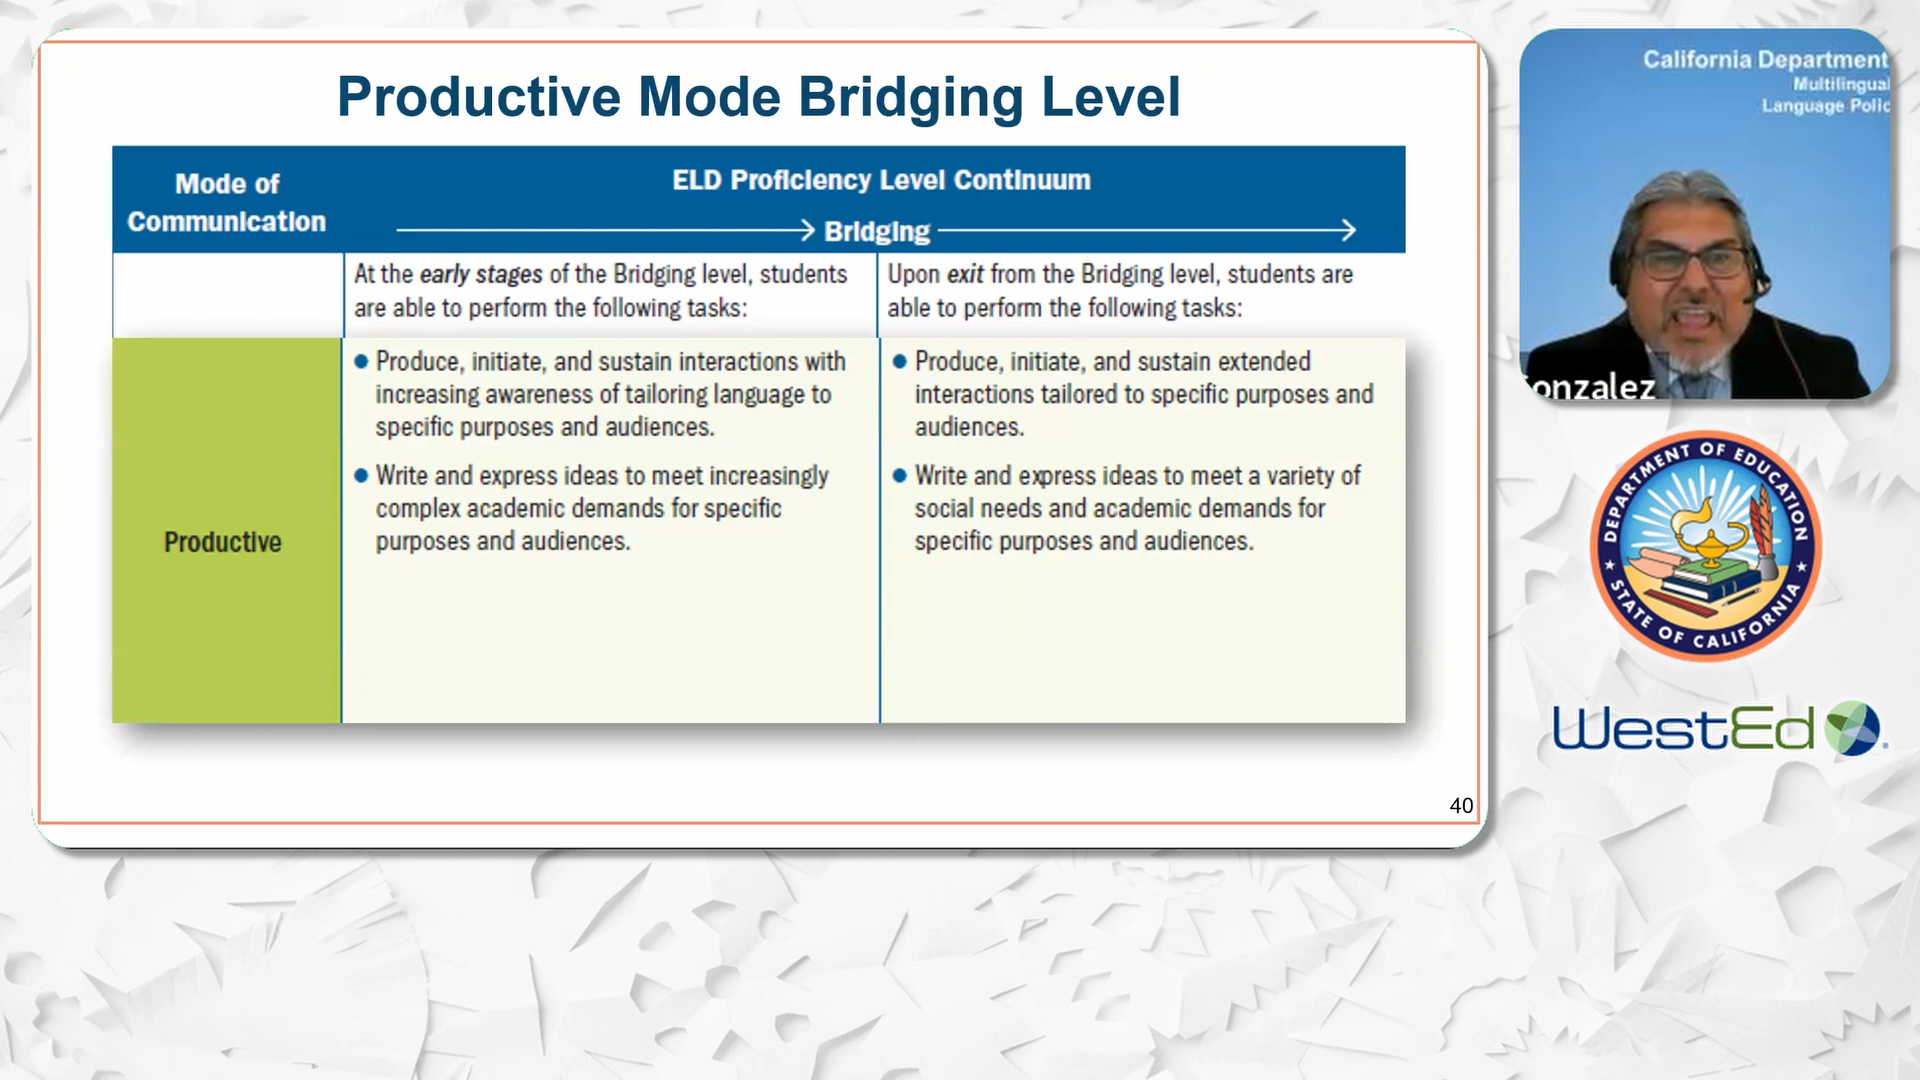 Productive Mode Bridging Level
Mode of
Communication
ELD Proficiency Level Continuum
Bridging
At the early stages of the Bridging level, students
are able to perform the following tasks:
Upon exit from the Bridging level, students are
able to perform the following tasks:
Productive
Produce, initiate, and sustain interactions with
increasing awareness of tailoring language to
specific purposes and audiences.
Write and express ideas to meet increasingly
complex academic demands for specific
purposes and audiences.
Produce, initiate, and sustain extended
interactions tailored to specific purposes and
audiences.
Write and express ideas to meet a variety of
social needs and academic demands for
specific purposes and audiences.
40
California Department
Multilingual
Language Polic
onzalez
DEPARTMENT OF EDUCATION
STATE OF CALIFORNIA
WestEd